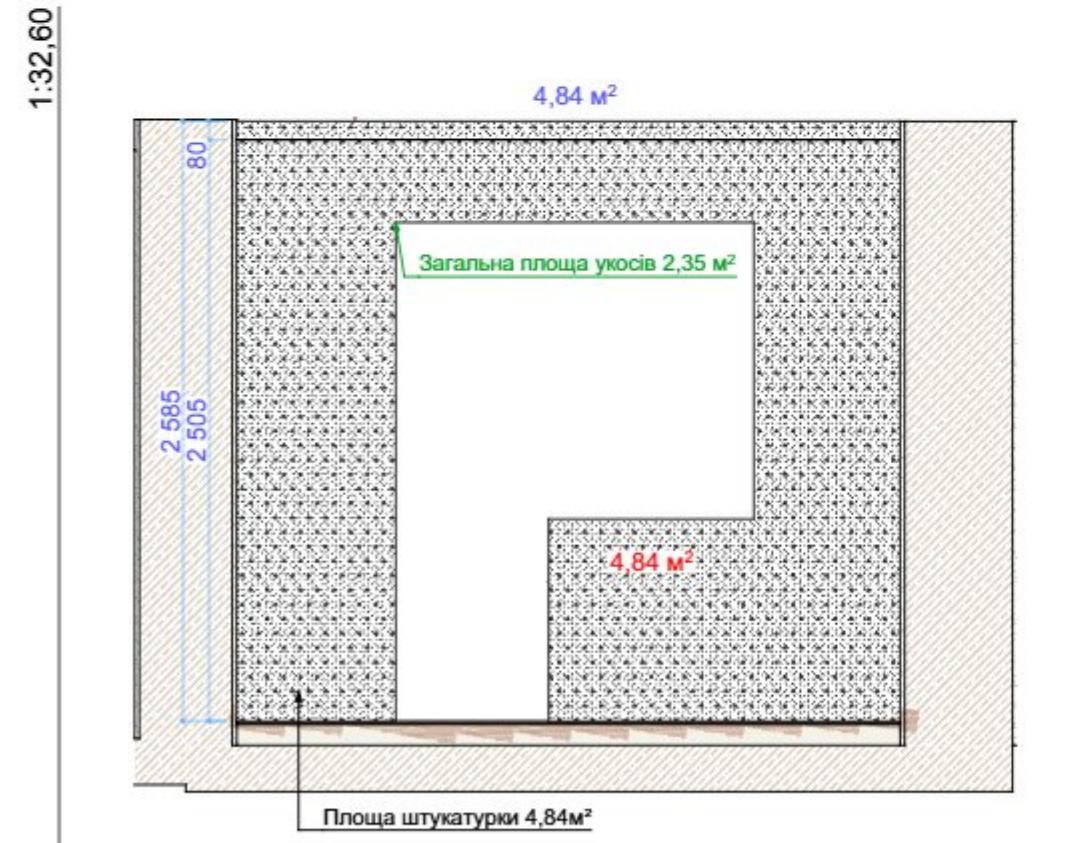 1:32,60
4,84 м²
80
Загальна площа укосів 2,35 м²
2 585
2 505
4,84 м²
Площа штукатурки 4,84м²